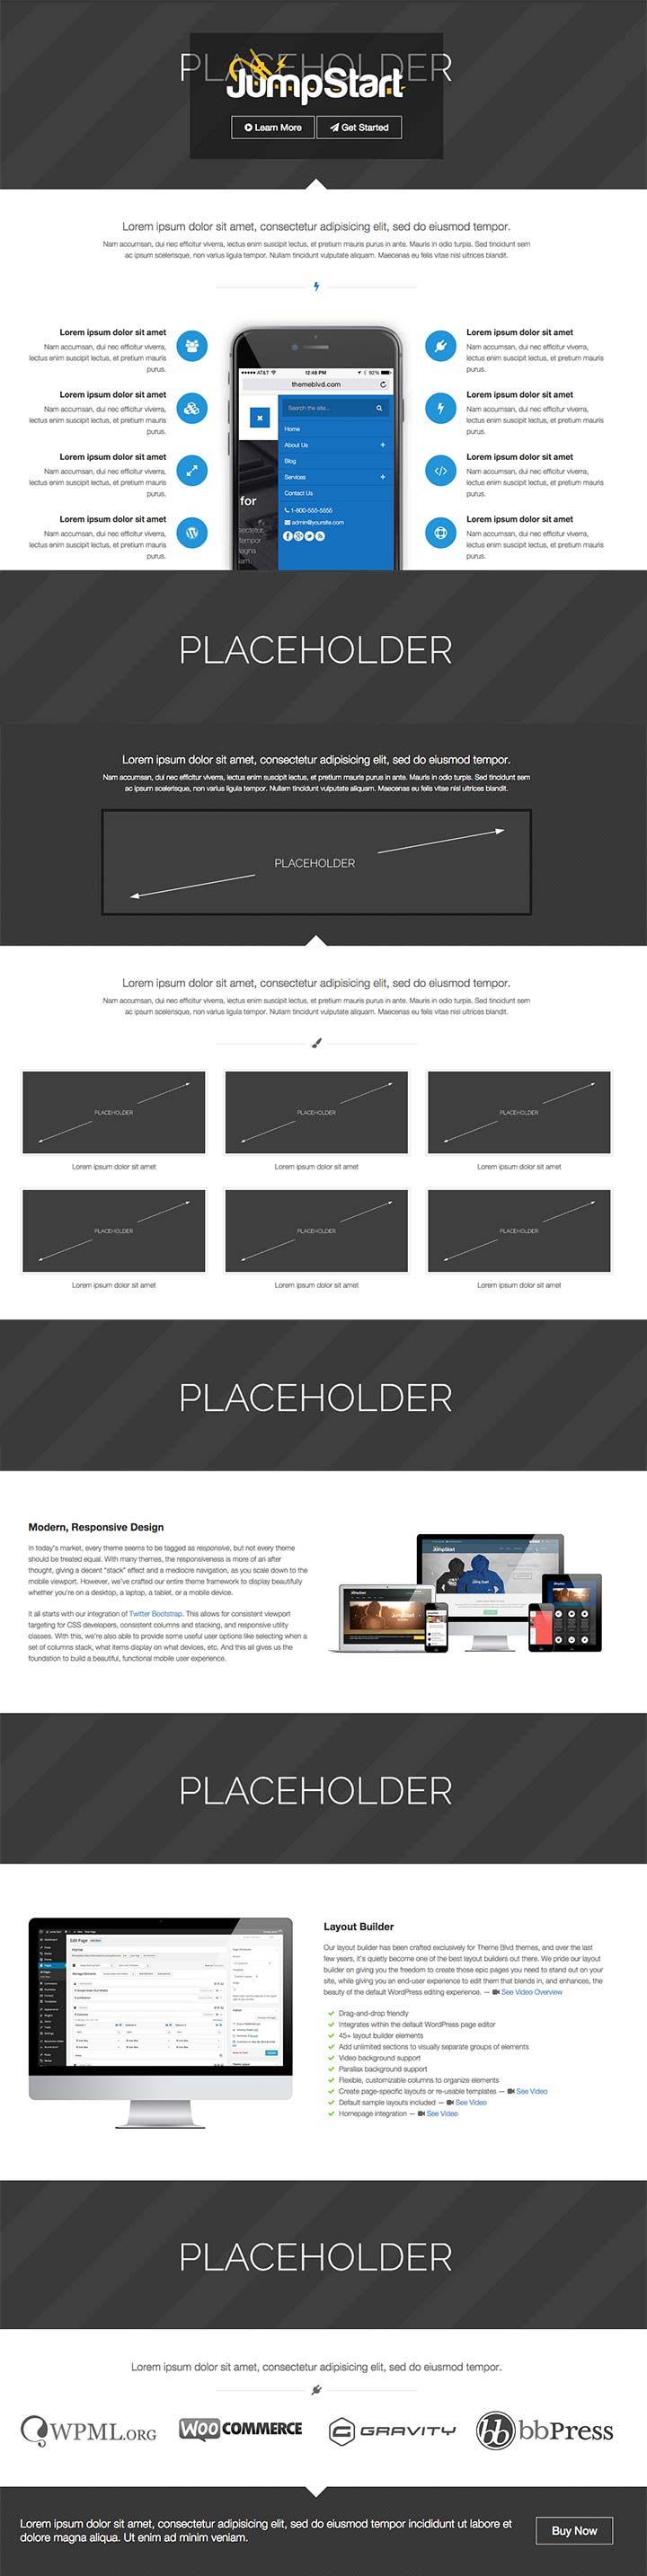 PLACEHOLDER
JumpStart
Learn More
Get Started
Lorem ipsum dolor sit amet, consectetur adipisicing elit, sed do eiusmod tempor.
Nam accumsan, dui nec efficitur viverra, lectus enim suscipit lectus, et pretium mauris purus in ante. Mauris in odio turpis. Sed tincidunt sem
ac ipsum scelerisque, non varius ligula tempor. Nullam tincidunt vulputate aliquam. Maecenas eu felis vitae nisl ultrices blandit.
Lorem ipsum dolor sit amet
Nam accumsan, dui nec efficitur viverra,
lectus enim suscipit lectus, et pretium mauris
purus.
Lorem ipsum dolor sit amet
Nam accumsan, dui nec efficitur viverra,
lectus enim suscipit lectus, et pretium mauris
purus.
Lorem ipsum dolor sit amet
Nam accumsan, dui nec efficitur viverra,
lectus enim suscipit lectus, et pretium mauris
purus.
Lorem ipsum dolor sit amet
Nam accumsan, dui nec efficitur viverra,
lectus enim suscipit lectus, et pretium mauris
purus.
AT&T 12:48 PM 92%
themeblvd.com
Search the site...
Home
About Us +
Blog
Services +
Contact Us
1-800-555-5555
admin@yoursite.com
for
tempor
magna
Lorem ipsum dolor sit amet
Nam accumsan, dui nec efficitur viverra,
lectus enim suscipit lectus, et pretium mauris
purus.
Lorem ipsum dolor sit amet
Nam accumsan, dui nec efficitur viverra,
lectus enim suscipit lectus, et pretium mauris
purus.
Lorem ipsum dolor sit amet
Nam accumsan, dui nec efficitur viverra,
lectus enim suscipit lectus, et pretium mauris
purus.
Lorem ipsum dolor sit amet
Nam accumsan, dui nec efficitur viverra,
lectus enim suscipit lectus, et pretium mauris
purus.
PLACEHOLDER
Lorem ipsum dolor sit amet, consectetur adipisicing elit, sed do eiusmod tempor.
Nam accumsan, dui nec efficitur viverra, lectus enim suscipit lectus, et pretium mauris purus in ante. Mauris in odio turpis. Sed tincidunt sem
ac ipsum scelerisque, non varius ligula tempor. Nullam tincidunt vulputate aliquam. Maecenas eu felis vitae nisl ultrices blandit.
PLACEHOLDER
Lorem ipsum dolor sit amet, consectetur adipisicing elit, sed do eiusmod tempor.
Nam accumsan, dui nec efficitur viverra, lectus enim suscipit lectus, et pretium mauris purus in ante. Mauris in odio turpis. Sed tincidunt sem
ac ipsum scelerisque, non varius ligula tempor. Nullam tincidunt vulputate aliquam. Maecenas eu felis vitae nisl ultrices blandit.
PLACEHOLDER
PLACEHOLDER
PLACEHOLDER
Lorem ipsum dolor sit amet
Lorem ipsum dolor sit amet
Lorem ipsum dolor sit amet
PLACEHOLDER
PLACEHOLDER
PLACEHOLDER
Lorem ipsum dolor sit amet
Lorem ipsum dolor sit amet
Lorem ipsum dolor sit amet
PLACEHOLDER
Modern, Responsive Design
In today's market, every theme seems to be tagged as responsive, but not every theme
should be treated equal. With many themes, the responsiveness is more of an after
thought, giving a decent "stack" effect and a mediocre navigation, as you scale down to the
mobile viewport. However, we've crafted our entire theme framework to display beautifully
whether you're on a desktop, a laptop, a tablet, or a mobile device.
It all starts with our integration of Twitter Bootstrap. This allows for consistent viewport
targeting for CSS developers, consistent columns and stacking, and responsive utility
classes. With this, we're also able to provide some useful user options like selecting when a
set of columns stack, what items display on what devices, etc. And this all gives us the
foundation to build a beautiful, functional mobile user experience.
PLACEHOLDER
Edit Page
Home
Layout Builder
Our layout builder has been crafted exclusively for Theme Blvd themes, and over the last
few years, it's quietly become one of the best layout builders out there. We pride our layout
builder on giving you the freedom to create those epic pages you need to stand out on your
site, while giving you an end-user experience to edit them that blends in, and enhances, the
beauty of the default WordPress editing experience. — See Video Overview
Drag-and-drop friendly
Integrates within the default WordPress page editor
45+ layout builder elements
Add unlimited sections to visually separate groups of elements
Video background support
Parallax background support
Flexible, customizable columns to organize elements
Create page-specific layouts or re-usable templates — See Video
Default sample layouts included — See Video
Homepage integration — See Video
PLACEHOLDER
Lorem ipsum dolor sit amet, consectetur adipisicing elit, sed do eiusmod tempor.
WPML.ORG
WOO COMMERCE
GRAVITY
bb bbPress
Lorem ipsum dolor sit amet, consectetur adipisicing elit, sed do eiusmod tempor incididunt ut labore et
dolore magna aliqua. Ut enim ad minim veniam.
Buy Now